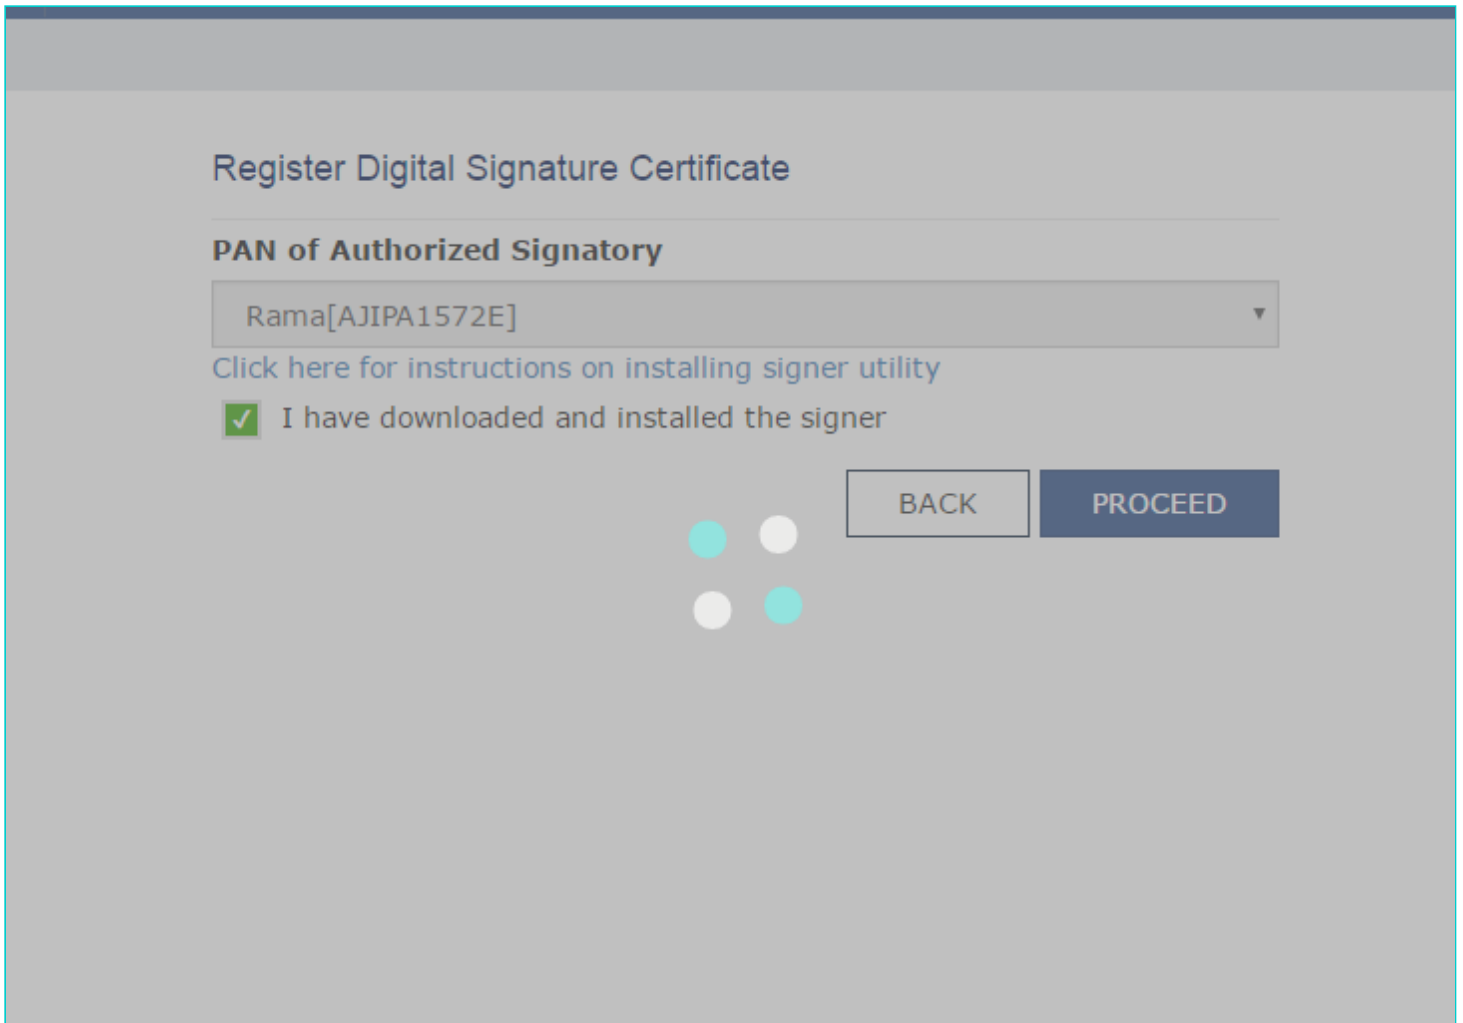 Register Digital Signature Certificate
PAN of Authorized Signatory
Rama[AJIPA1572E]
Click here for instructions on installing signer utility
I have downloaded and installed the signer
BACK PROCEED